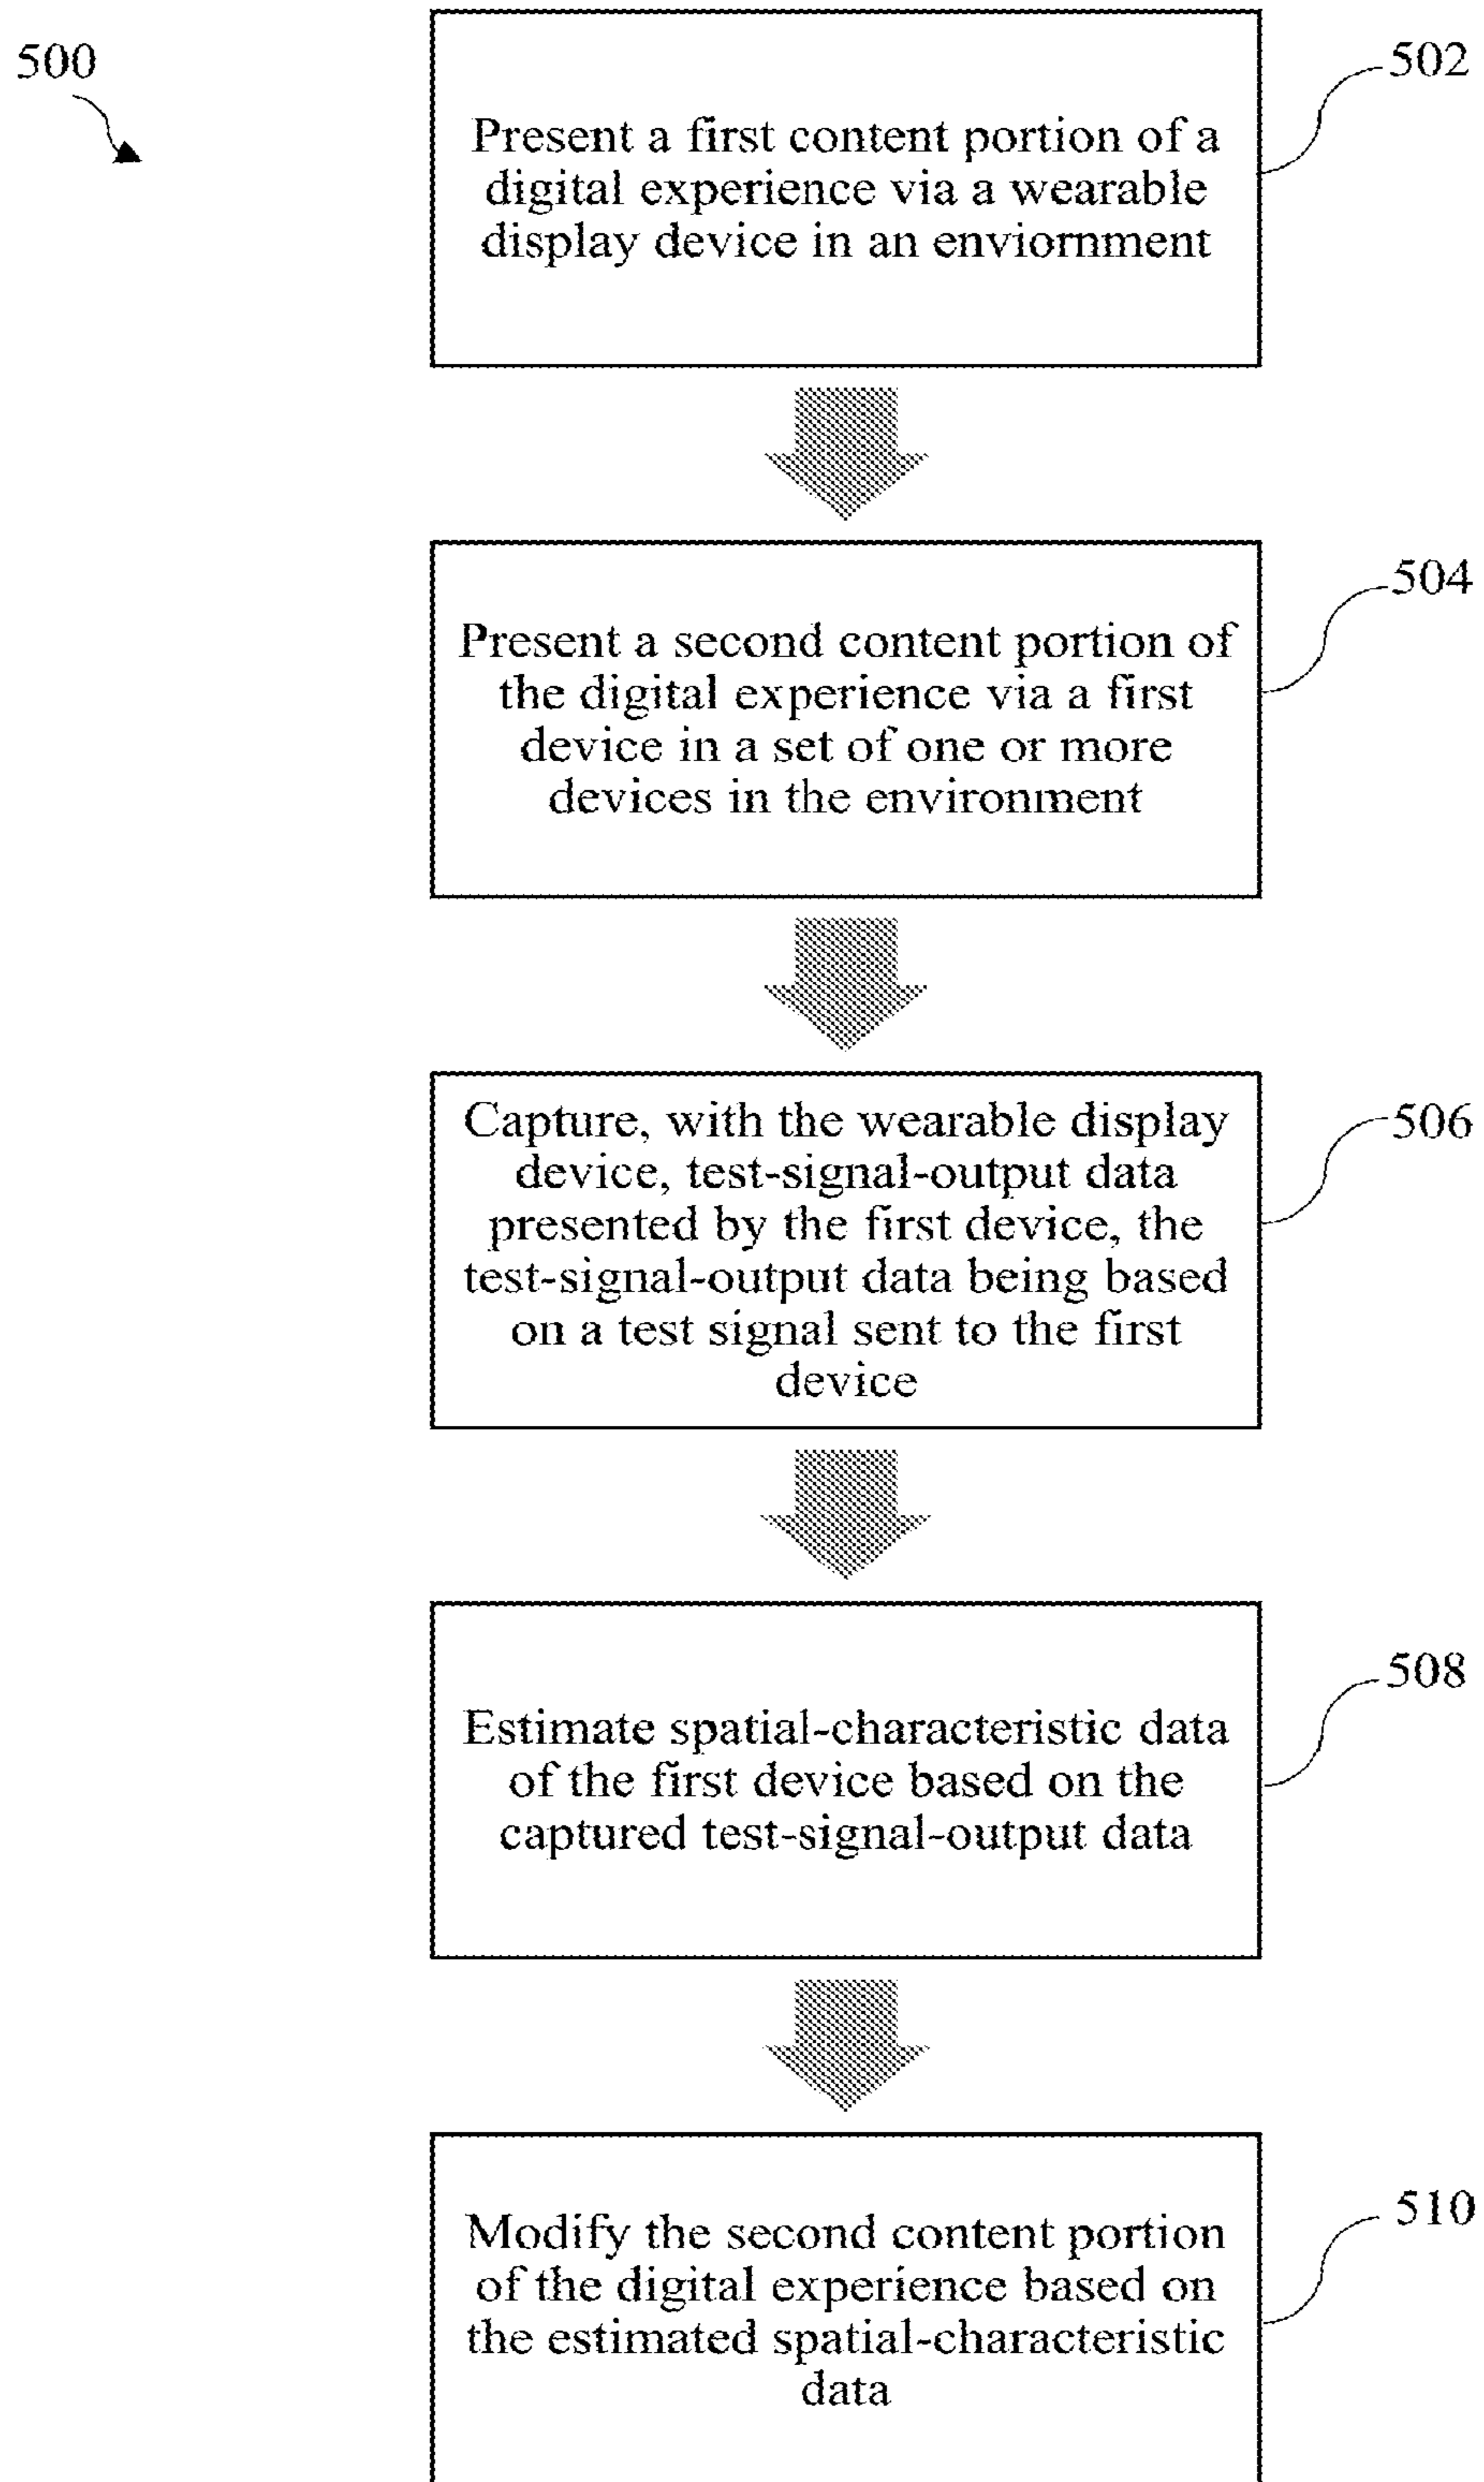 500
502
Present a first content portion of a
digital experience via a wearable
display device in an enviornment
504
Present a second content portion of
the digital experience via a first
device in a set of one or more
devices in the environment
506
Capture, with the wearable display
device, test-signal-output data
presented by the first device, the
test-signal-output data being based
on a test signal sent to the first
device
508
Estimate spatial-characteristic data
of the first device based on the
captured test-signal-output data
510
Modify the second content portion
of the digital experience based on
the estimated spatial-characteristic
data